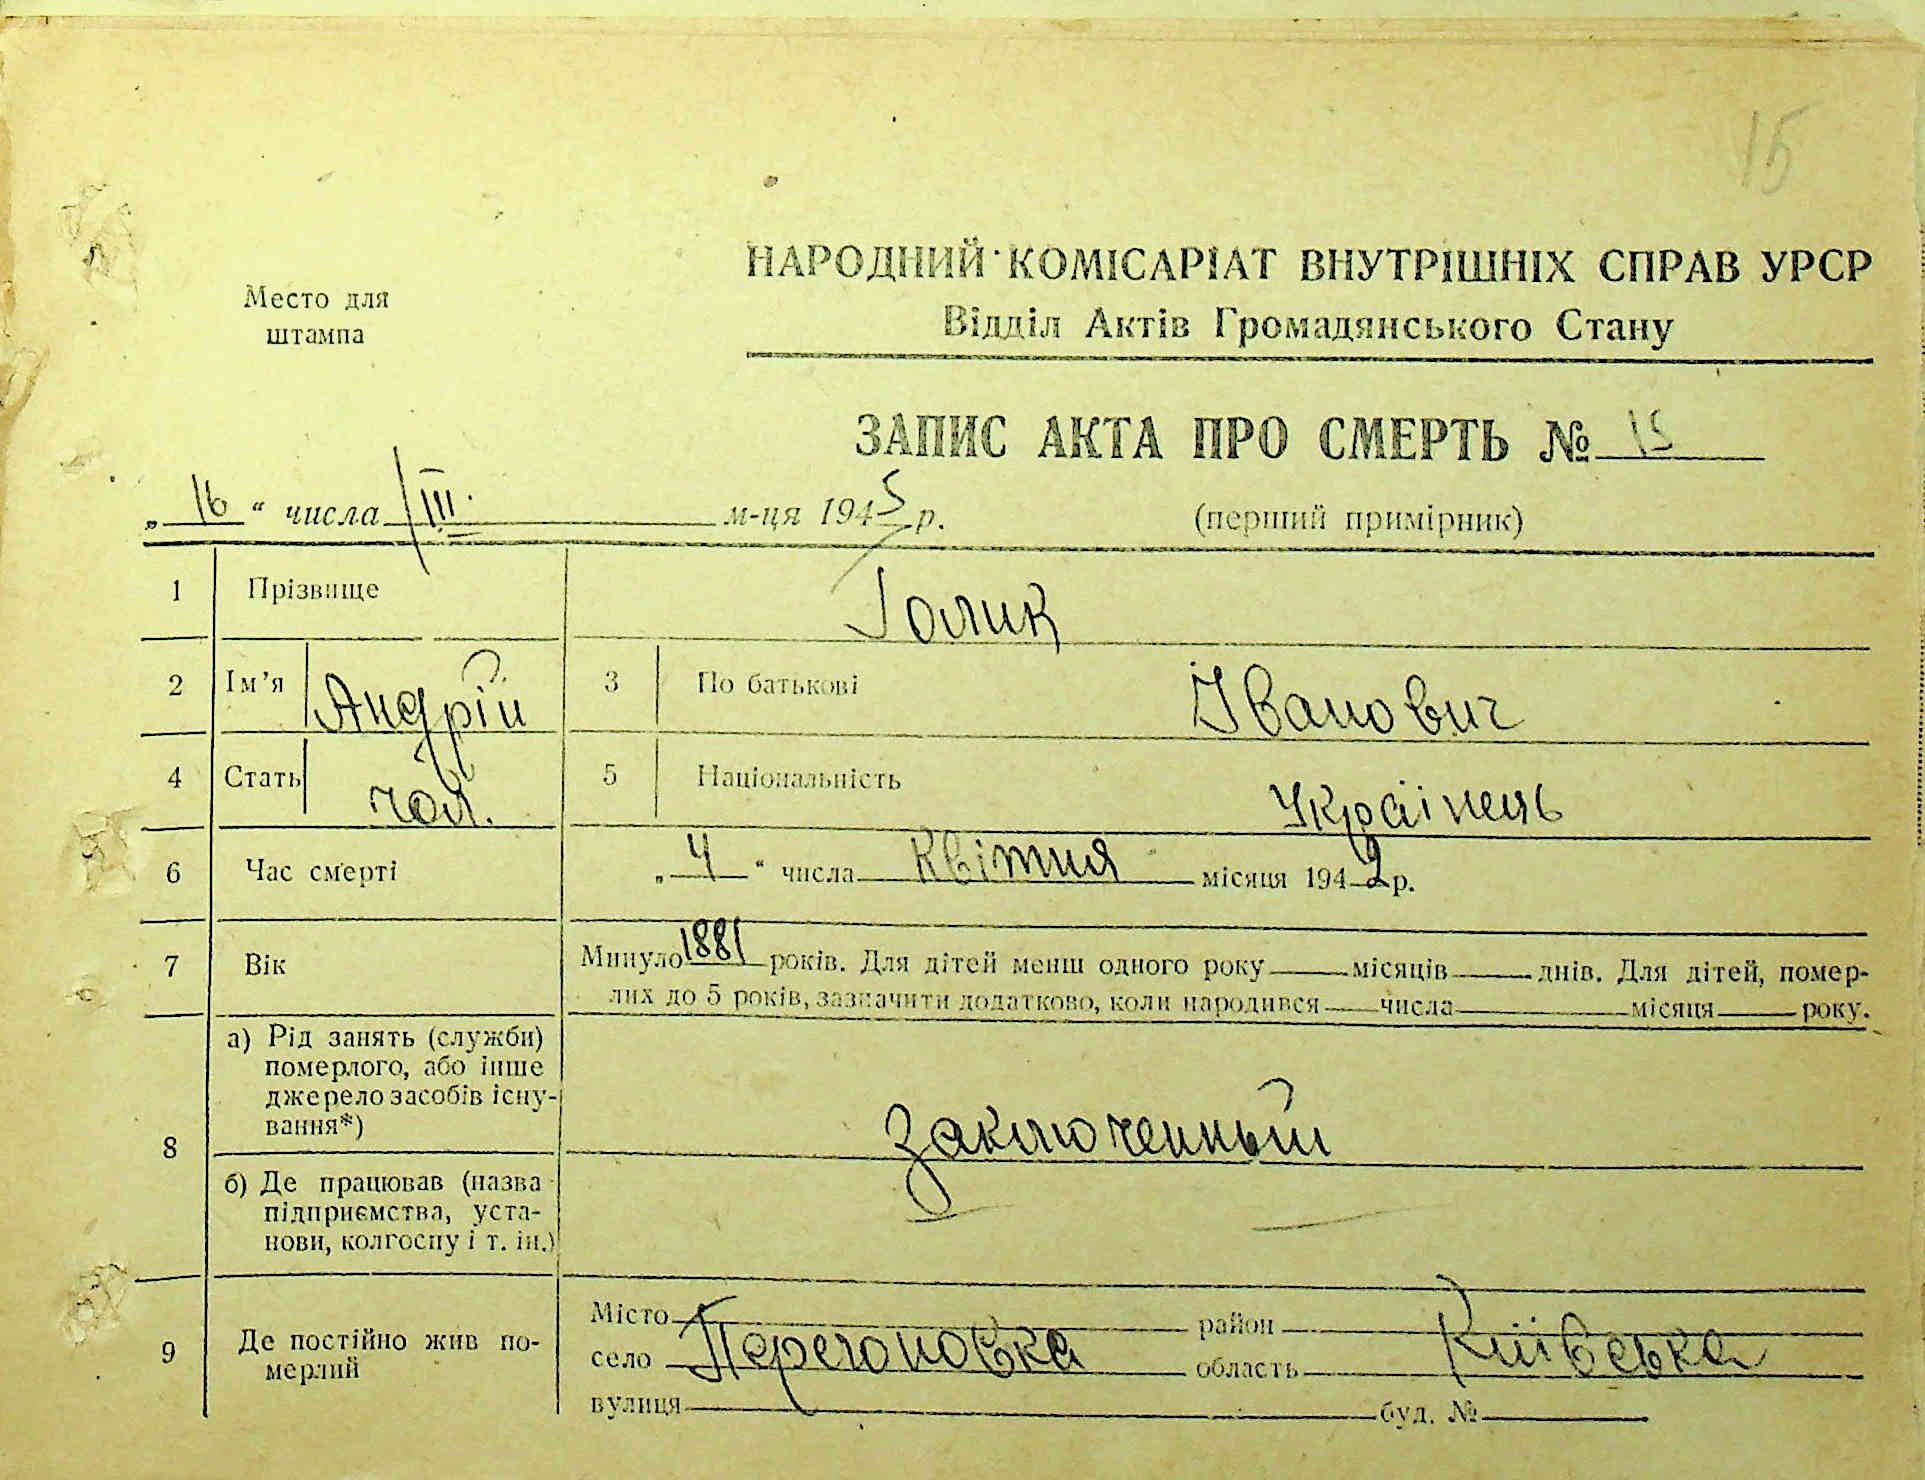 15
Место для
штампа
НАРОДНИЙ КОМІСАРІАТ ВНУТРІШНІХ СПРАВ УРСР
Відділ Актів Громадянського Стану
ЗАПИС АКТА ПРО СМЕРТЬ № 15
„ 16 “ числа III м-ця 1945 р.
(перший примірник)
1 Прізвище Голик
2 Ім’я Андрій 3 По батькові Іванович
4 Стать чол. 5 Національність Українець
6 Час смерті „ 4 “ числа квітня місяця 1942 р.
7 Вік Минуло 1881 років. Для дітей менш одного року місяців днів. Для дітей, помер-
лих до 5 років, зазначити додатково, коли народився числа місяця року.
8 а) Рід занять (служби)
померлого, або інше
джерело засобів існу-
вання*)
заключенный
б) Де працював (назва
підприємства, уста-
нови, колгоспу і т. ін.)
9 Де постійно жив по-
мерлий
Місто район
село Перегоновка область Київська
вулиця буд. №